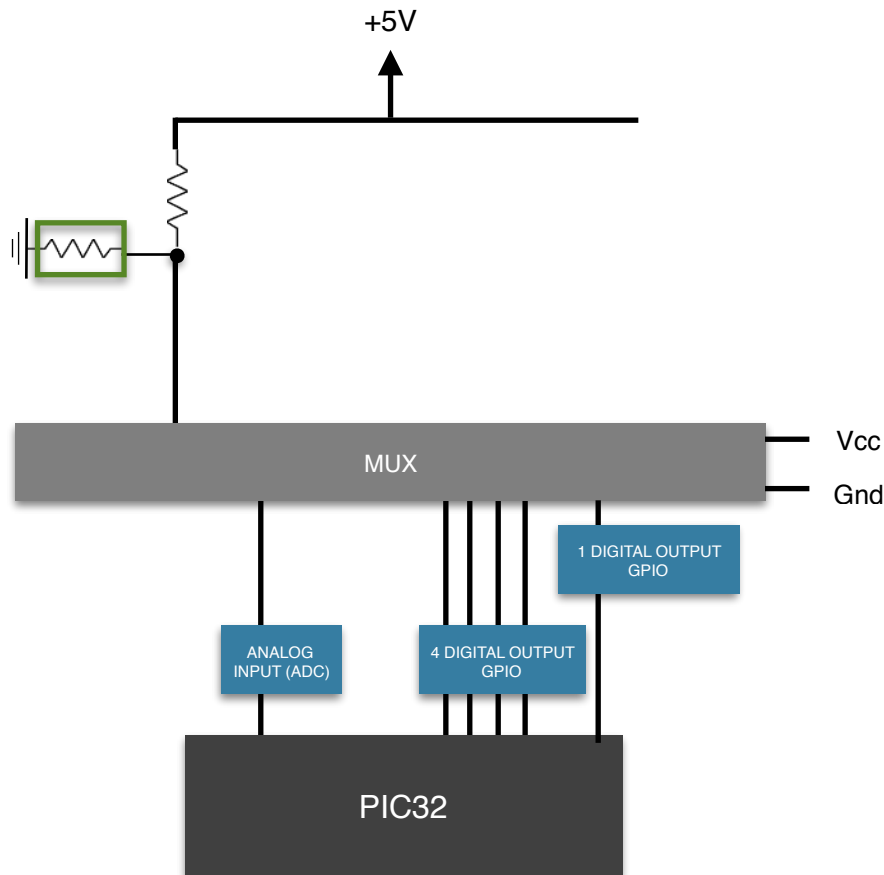 +5V
MUX
Vcc
Gnd
1 DIGITAL OUTPUT
GPIO
ANALOG
INPUT (ADC)
4 DIGITAL OUTPUT
GPIO
PIC32